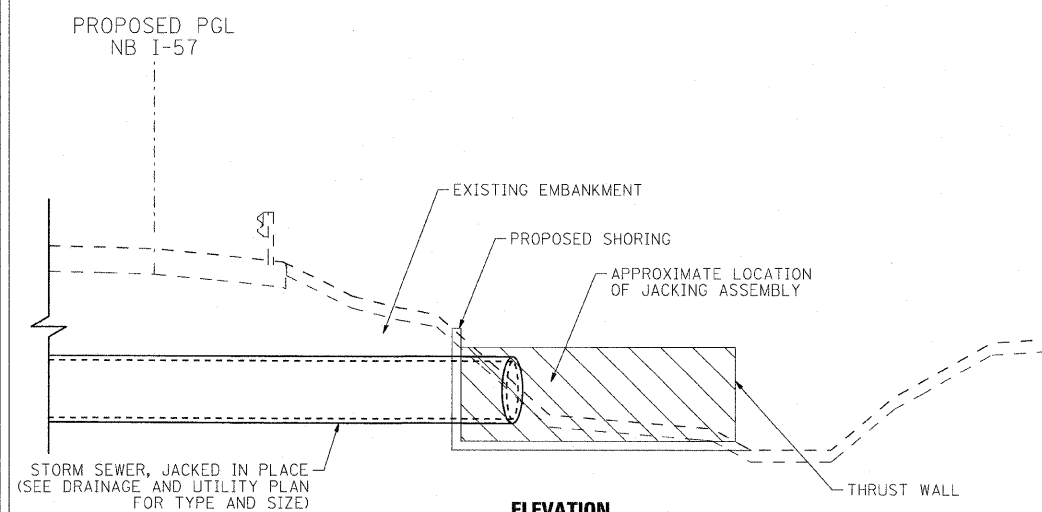 PROPOSED PGL
NB I-57
EXISTING EMBANKMENT
PROPOSED SHORING
APPROXIMATE LOCATION
OF JACKING ASSEMBLY
STORM SEWER, JACKED IN PLACE
(SEE DRAINAGE AND UTILITY PLAN
FOR TYPE AND SIZE)
THRUST WALL
ELEVATION